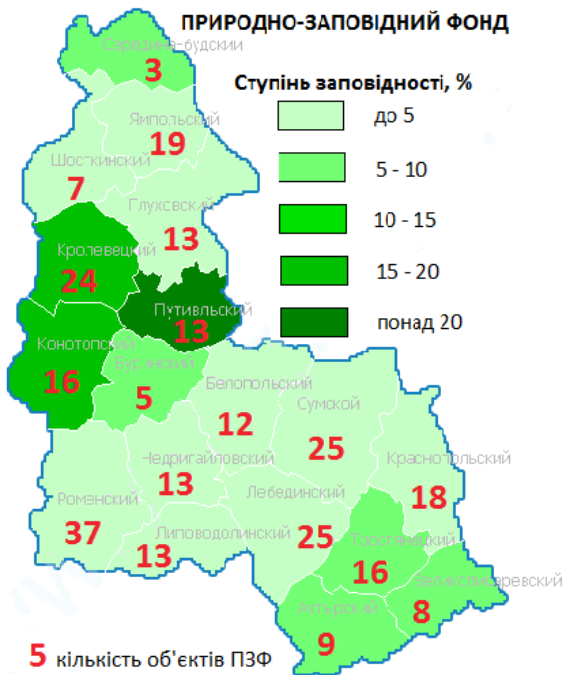 ПРИРОДНО-ЗАПОВІДНИЙ ФОНД
Ступінь заповідності, %
до 5
5 - 10
10 - 15
15 - 20
понад 20
Середина-будский
3
Ямпольский
19
Шосткинский
7
Глуховский
13
Кролевецкий
24
Путивльский
13
Конотопский
16
Буринский
5
Белопольский
12
Сумской
25
Недригайловский
13
Краснопольский
18
Роменский
37
Лебединский
25
Липоводолинский
13
Тростянецкий
16
Великописаревский
8
Ахтырский
9
5 кількість об'єктів ПЗФ